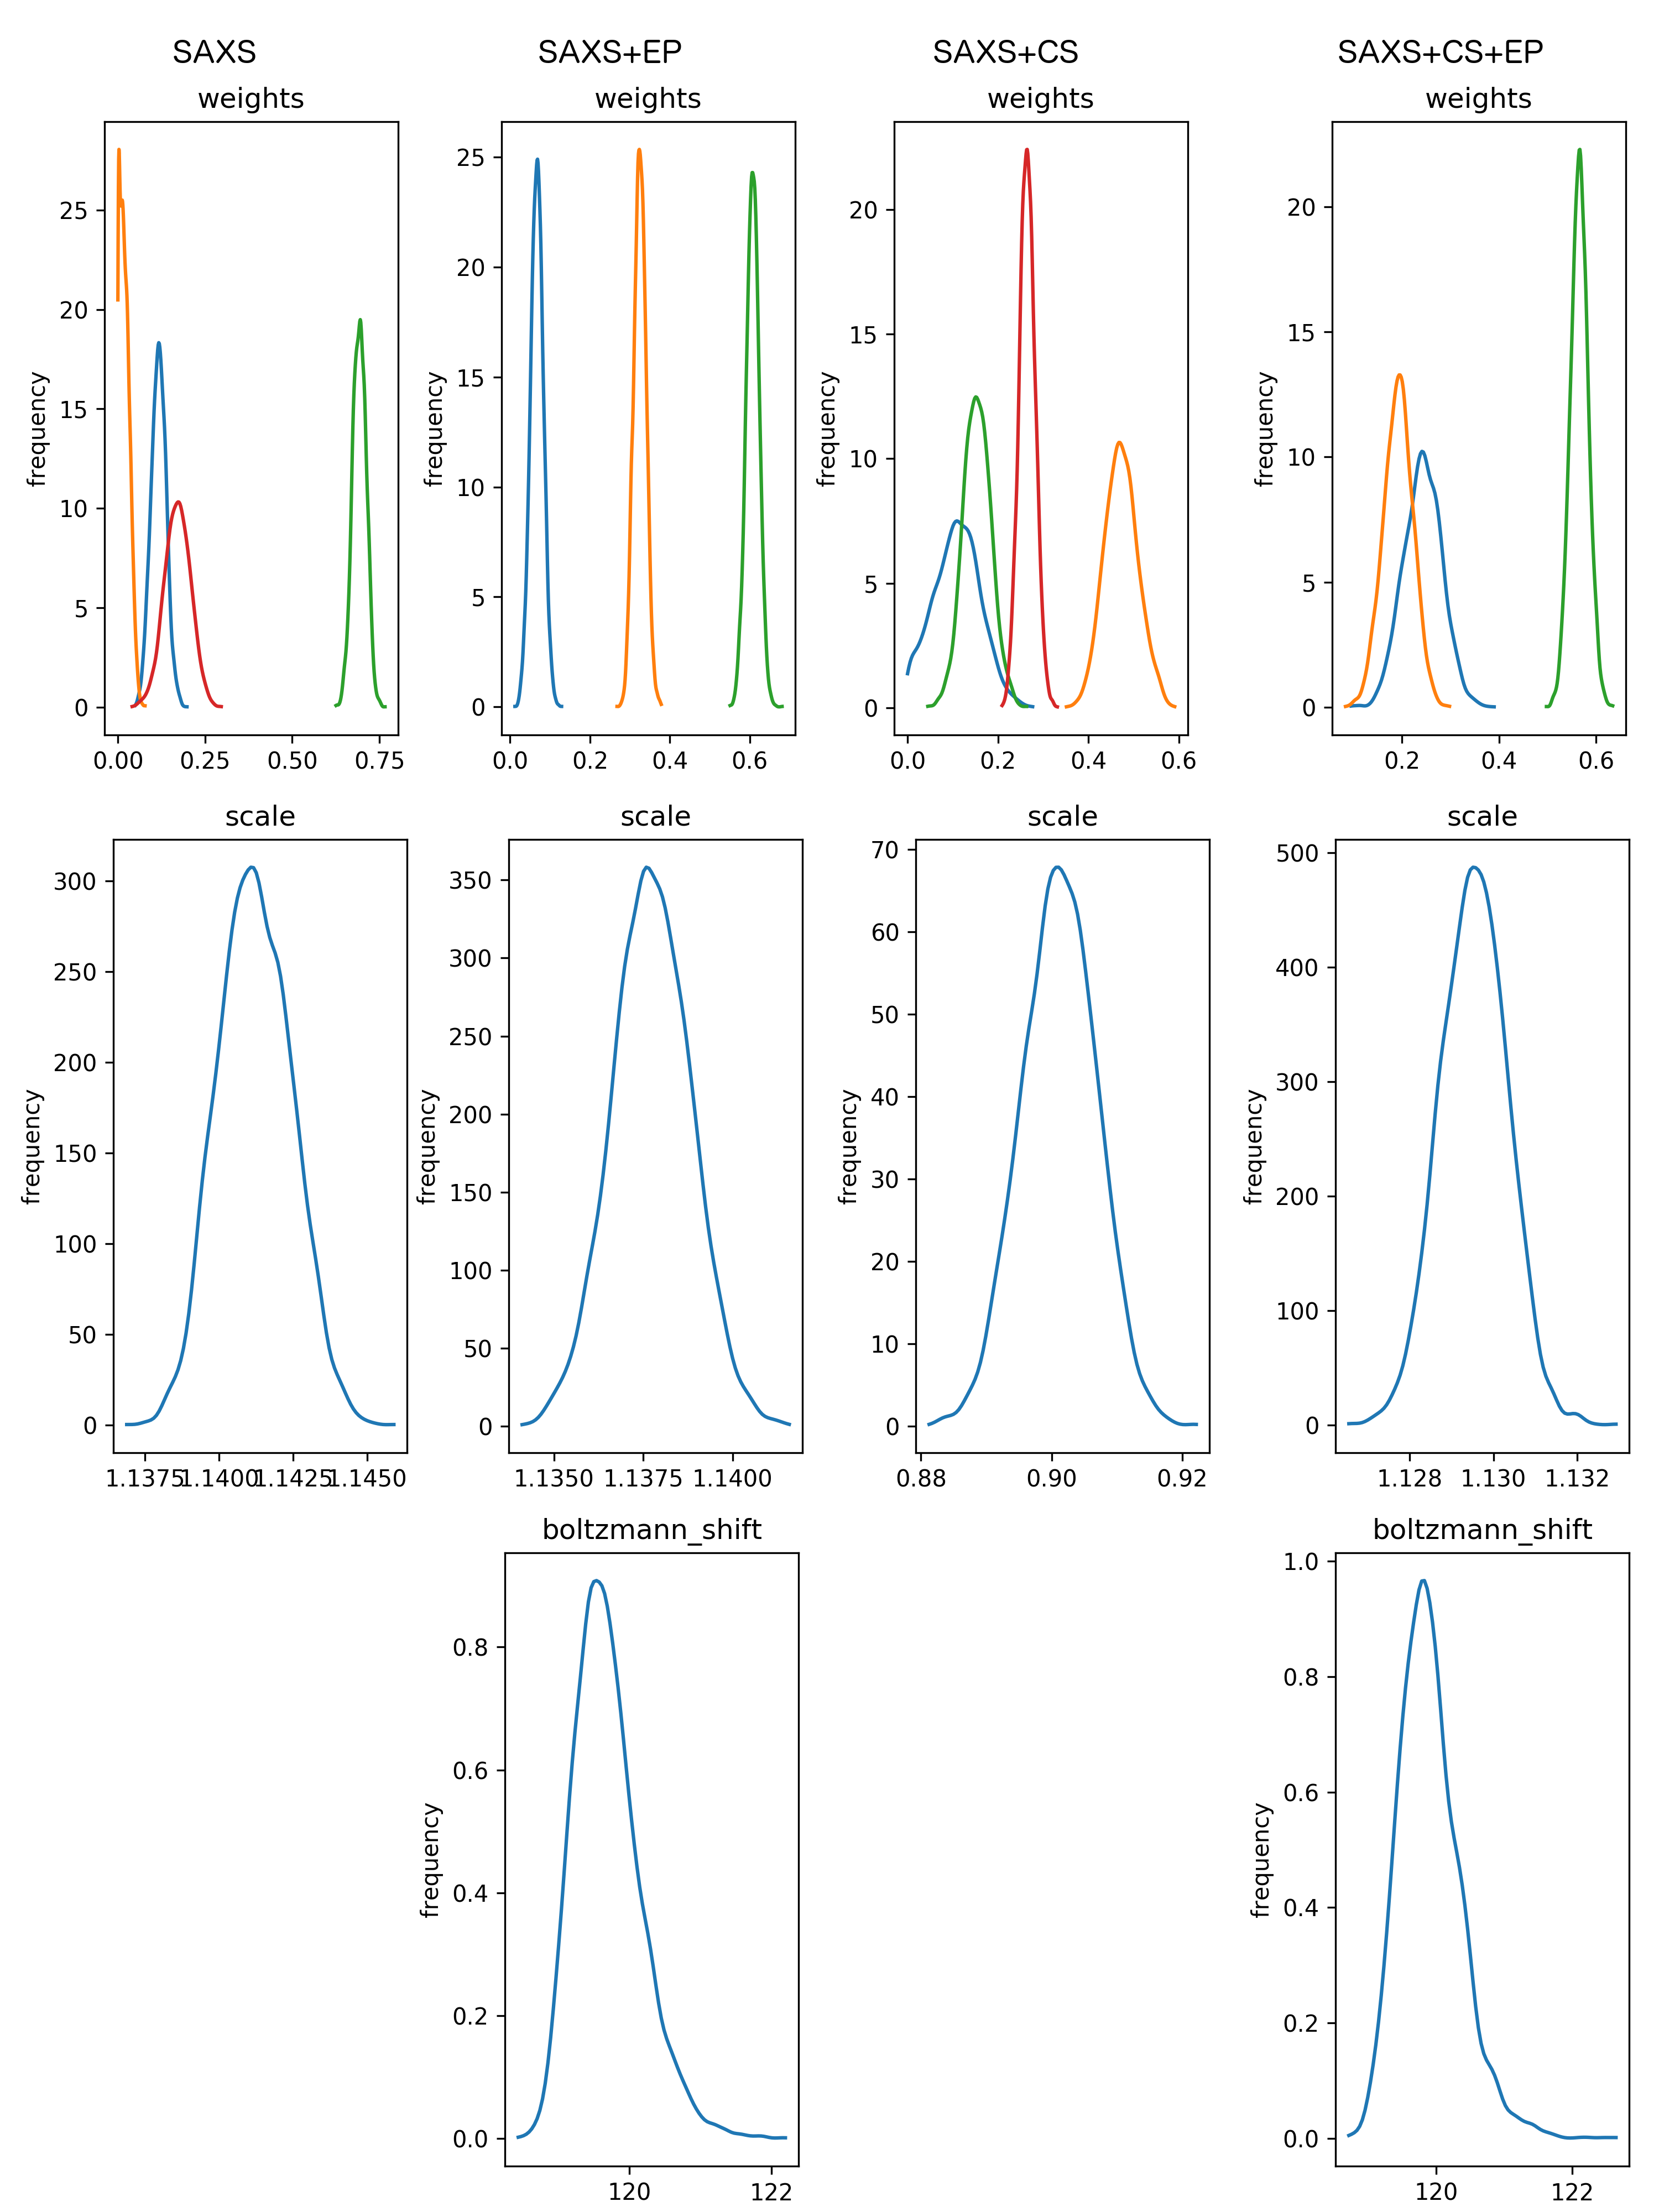 SAXS SAXS+EP SAXS+CS SAXS+CS+EP
weights weights weights weights
frequency frequency frequency frequency
25 20 15 10 5 0
25 20 15 10 5 0
20 15 10 5 0
20 15 10 5 0
0.00 0.25 0.50 0.75
0.0 0.2 0.4 0.6
0.0 0.2 0.4 0.6
0.2 0.4 0.6
scale scale scale scale
frequency frequency frequency frequency
300 250 200 150 100 50 0
350 300 250 200 150 100 50 0
70 60 50 40 30 20 10 0
500 400 300 200 100 0
1.1375 1.1400 1.1425 1.1450
1.1350 1.1375 1.1400
0.88 0.90 0.92
1.128 1.130 1.132
boltzmann_shift boltzmann_shift
frequency frequency
0.8 0.6 0.4 0.2 0.0
1.0 0.8 0.6 0.4 0.2 0.0
120 122
120 122